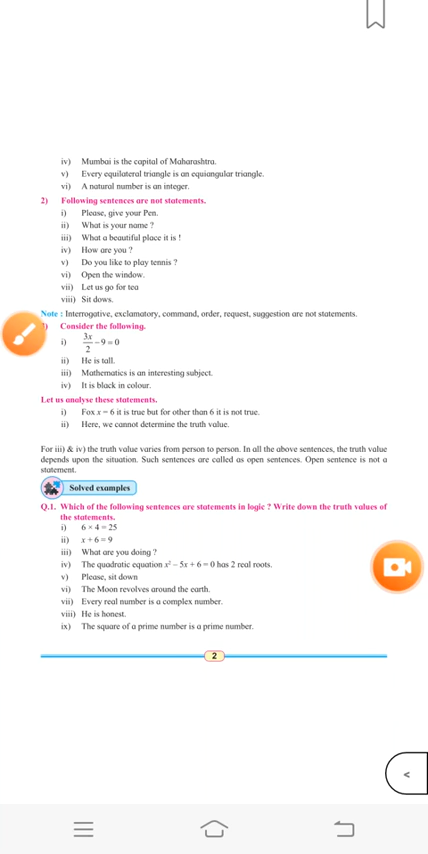 iv) Mumbai is the capital of Maharashtra.
v) Every equilateral triangle is an equiangular triangle.
vi) A natural number is an integer.
2) Following sentences are not statements.
i) Please, give your Pen.
ii) What is your name ?
iii) What a beautiful place it is !
iv) How are you ?
v) Do you like to play tennis ?
vi) Open the window.
vii) Let us go for tea
viii) Sit dows.
Note : Interrogative, exclamatory, command, order, request, suggestion are not statements.
) Consider the following.
i) 3x/2 – 9 = 0
ii) He is tall.
iii) Mathematics is an interesting subject.
iv) It is black in colour.
Let us analyse these statements.
i) Fox x = 6 it is true but for other than 6 it is not true.
ii) Here, we cannot determine the truth value.
For iii) & iv) the truth value varies from person to person. In all the above sentences, the truth value
depends upon the situation. Such sentences are called as open sentences. Open sentence is not a
statement.
Solved examples
Q.1. Which of the following sentences are statements in logic ? Write down the truth values of
the statements.
i) 6 × 4 = 25
ii) x + 6 = 9
iii) What are you doing ?
iv) The quadratic equation x² – 5x + 6 = 0 has 2 real roots.
v) Please, sit down
vi) The Moon revolves around the earth.
vii) Every real number is a complex number.
viii) He is honest.
ix) The square of a prime number is a prime number.
2